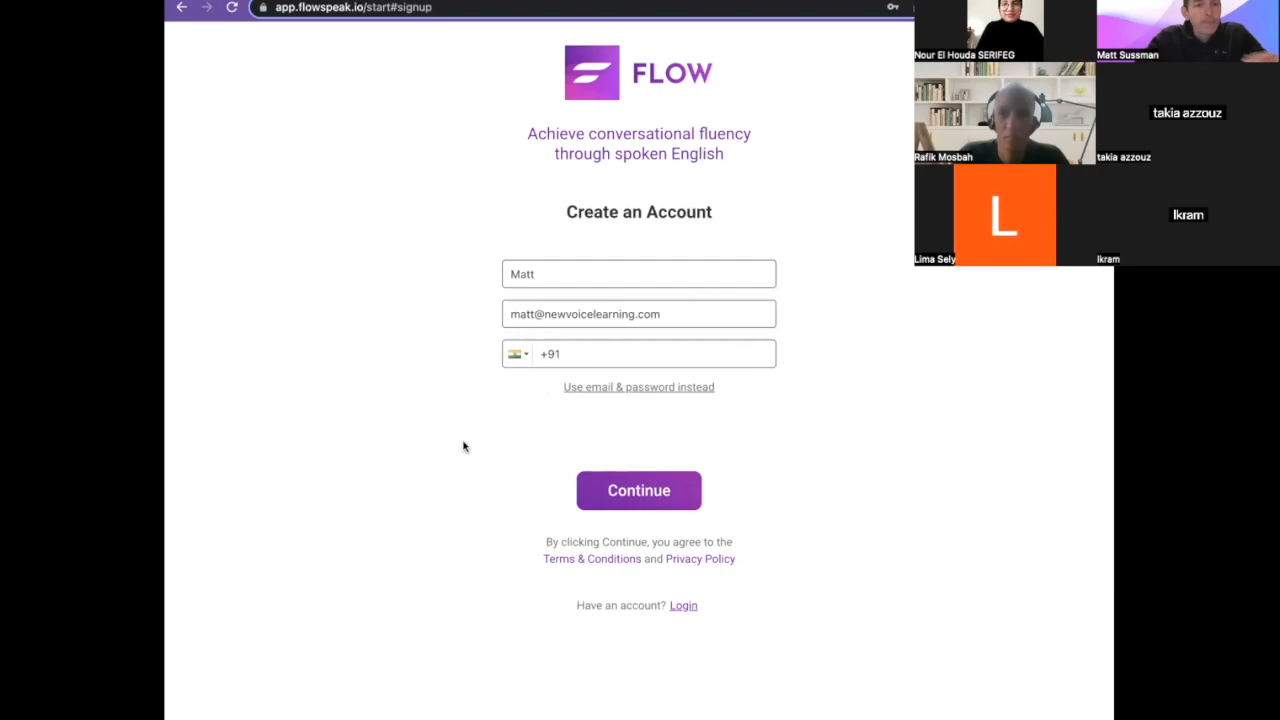 app.flowspeak.io/start#signup
FLOW
Achieve conversational fluency
through spoken English
Create an Account
Matt
matt@newvoicelearning.com
+91
Use email & password instead
Continue
By clicking Continue, you agree to the
Terms & Conditions and Privacy Policy
Have an account? Login
Nour El Houda SERIFEG
Matt Sussman
Rafik Mosbah
takia azzouz
takia azzouz
L
Lima Sely
Ikram
Ikram